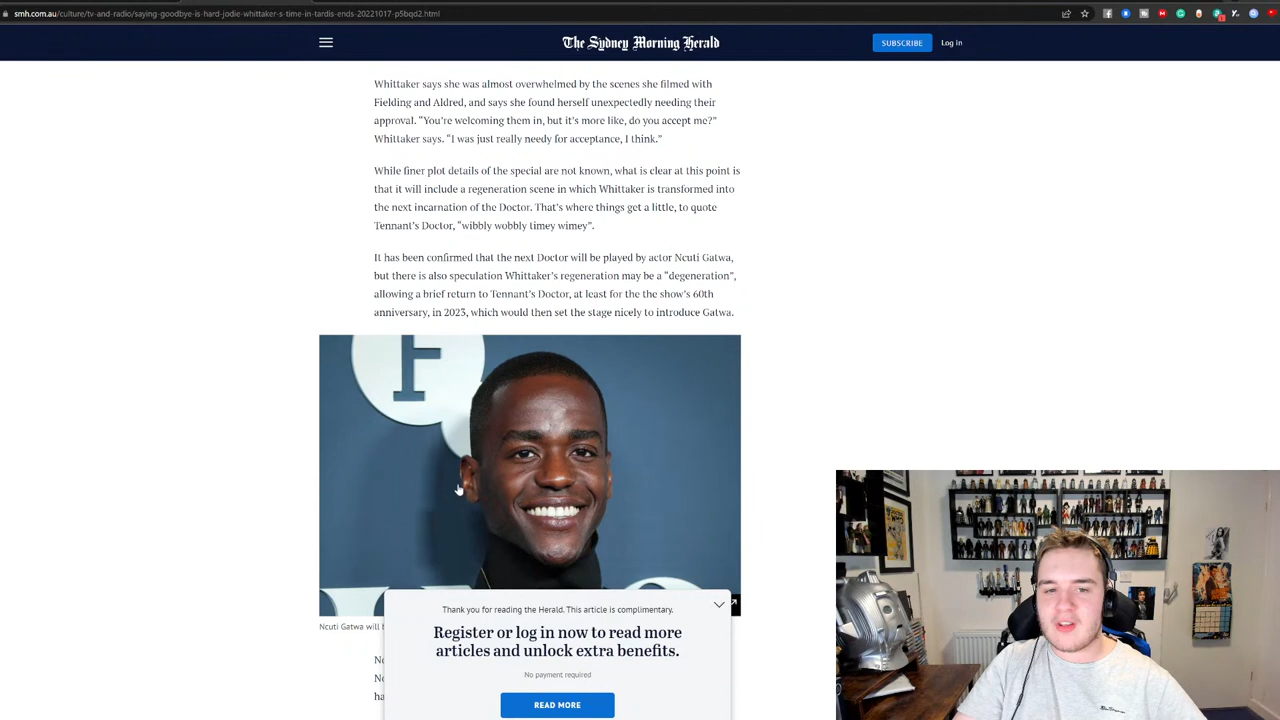 smh.com.au/culture/tv-and-radio/saying-goodbye-is-hard-jodie-whittaker-s-time-in-tardis-ends-20221017-p5bqd2.html
The Sydney Morning Herald
SUBSCRIBE
Log in
Whittaker says she was almost overwhelmed by the scenes she filmed with
Fielding and Aldred, and says she found herself unexpectedly needing their
approval. “You’re welcoming them in, but it’s more like, do you accept me?”
Whittaker says. “I was just really needy for acceptance, I think.”
While finer plot details of the special are not known, what is clear at this point is
that it will include a regeneration scene in which Whittaker is transformed into
the next incarnation of the Doctor. That’s where things get a little, to quote
Tennant’s Doctor, “wibbly wobbly timey wimey”.
It has been confirmed that the next Doctor will be played by actor Ncuti Gatwa,
but there is also speculation Whittaker’s regeneration may be a “degeneration”,
allowing a brief return to Tennant’s Doctor, at least for the the show’s 60th
anniversary, in 2023, which would then set the stage nicely to introduce Gatwa.
F
Ncuti Gatwa will
Thank you for reading the Herald. This article is complimentary.
Register or log in now to read more
articles and unlock extra benefits.
No payment required
READ MORE